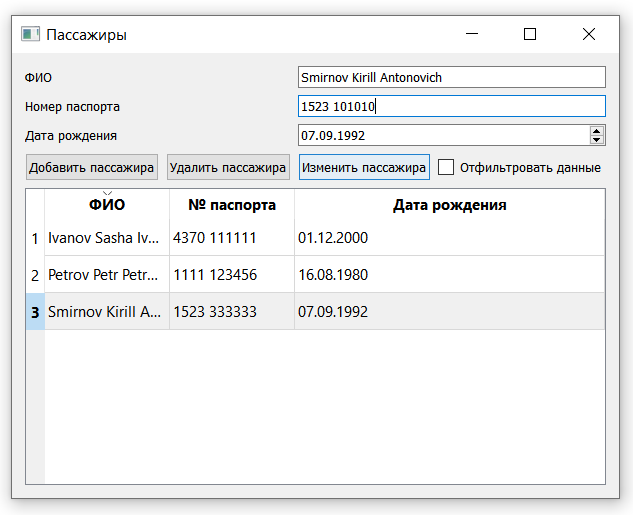 Пассажиры
ФИО Smirnov Kirill Antonovich
Номер паспорта 1523 101010
Дата рождения 07.09.1992
Добавить пассажира Удалить пассажира Изменить пассажира Отфильтровать данные
ФИО № паспорта Дата рождения
1 Ivanov Sasha Iv... 4370 111111 01.12.2000
2 Petrov Petr Petr... 1111 123456 16.08.1980
3 Smirnov Kirill A... 1523 333333 07.09.1992